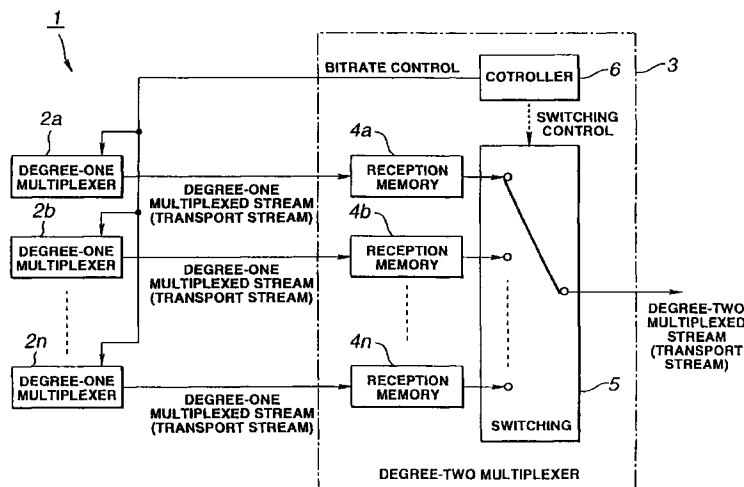 1
BITRATE CONTROL
COTROLLER
6
3
SWITCHING
CONTROL
2a
DEGREE-ONE
MULTIPLEXER
DEGREE-ONE
MULTIPLEXED STREAM
(TRANSPORT STREAM)
4a
RECEPTION
MEMORY
2b
DEGREE-ONE
MULTIPLEXER
DEGREE-ONE
MULTIPLEXED STREAM
(TRANSPORT STREAM)
4b
RECEPTION
MEMORY
DEGREE-TWO
MULTIPLEXED
STREAM
(TRANSPORT
STREAM)
2n
DEGREE-ONE
MULTIPLEXER
DEGREE-ONE
MULTIPLEXED STREAM
(TRANSPORT STREAM)
4n
RECEPTION
MEMORY
5
SWITCHING
DEGREE-TWO MULTIPLEXER